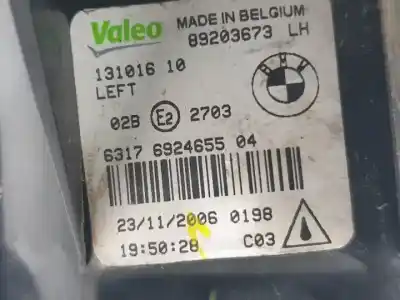 Valeo MADE IN BELGIUM
89203673 LH
131016 10
LEFT
BMW
02B E2 2703
6317 6924655 04
23/11/2006 0198
19:50:28 C03